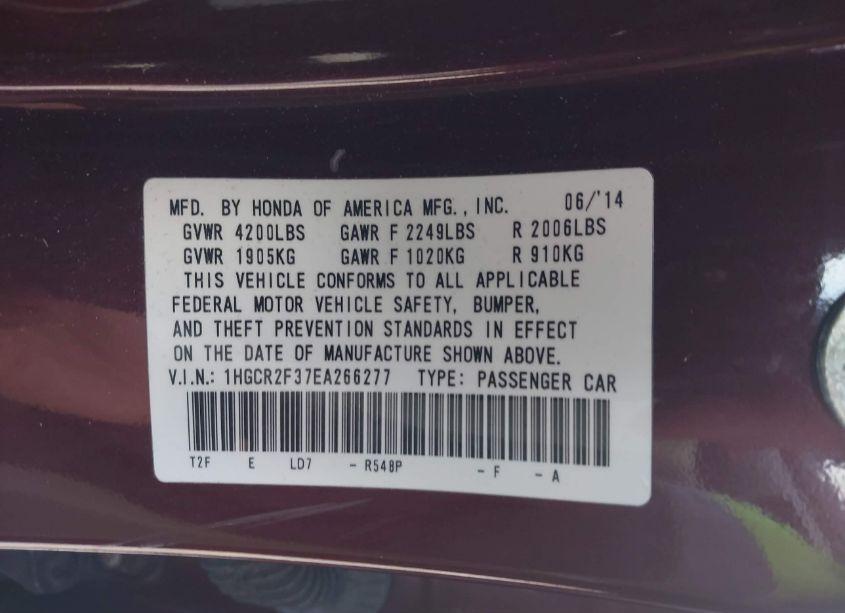 MFD. BY HONDA OF AMERICA MFG., INC. 06/'14
GVWR 4200LBS GAWR F 2249LBS R 2006LBS
GVWR 1905KG GAWR F 1020KG R 910KG
THIS VEHICLE CONFORMS TO ALL APPLICABLE
FEDERAL MOTOR VEHICLE SAFETY, BUMPER,
AND THEFT PREVENTION STANDARDS IN EFFECT
ON THE DATE OF MANUFACTURE SHOWN ABOVE.
V.I.N.: 1HGCR2F37EA266277 TYPE: PASSENGER CAR
T2F E LD7 - R548P - F - A